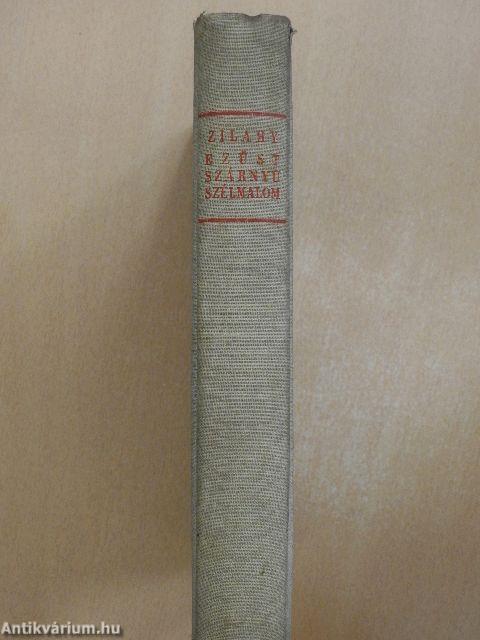 ZILAHY
EZÜST
SZÁRNYÚ
SZÉLMALOM
Antikvárium.hu